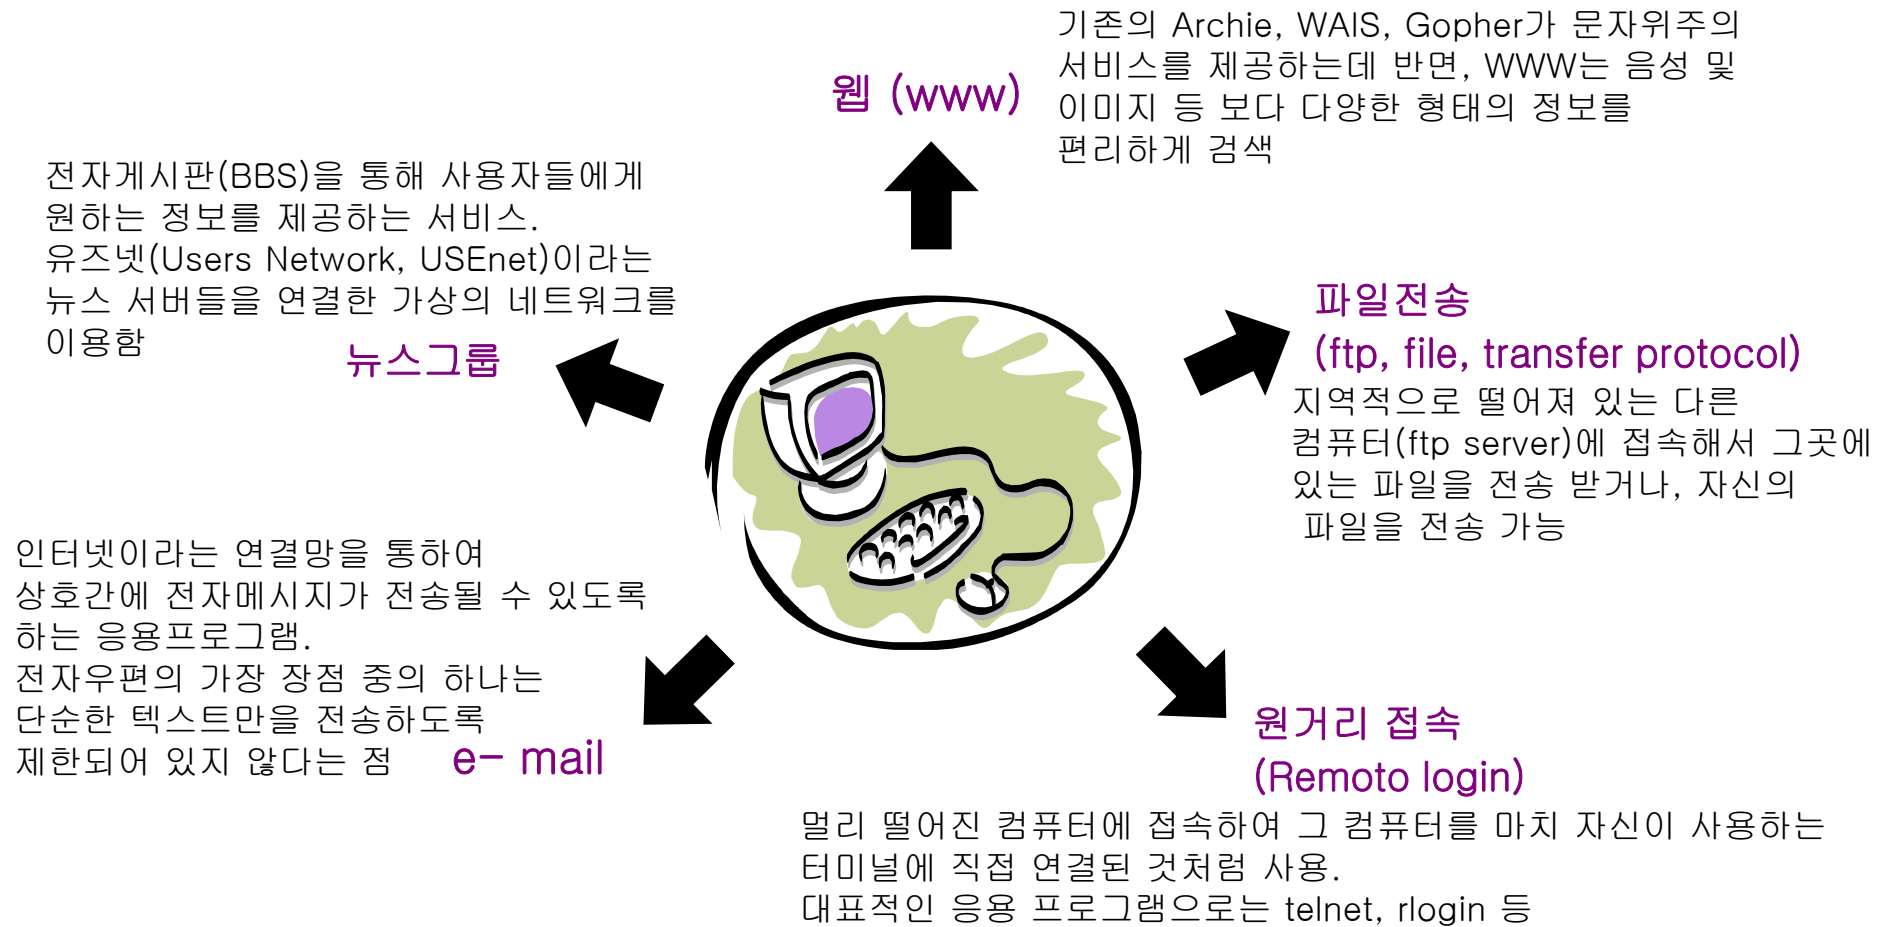 기존의 Archie, WAIS, Gopher가 문자위주의
서비스를 제공하는데 반면, WWW는 음성 및
이미지 등 보다 다양한 형태의 정보를
편리하게 검색
웹 (www)
전자게시판(BBS)을 통해 사용자들에게
원하는 정보를 제공하는 서비스.
유즈넷(Users Network, USEnet)이라는
뉴스 서버들을 연결한 가상의 네트워크를
이용함
뉴스그룹
파일전송
(ftp, file, transfer protocol)
지역적으로 떨어져 있는 다른
컴퓨터(ftp server)에 접속해서 그곳에
있는 파일을 전송 받거나, 자신의
파일을 전송 가능
인터넷이라는 연결망을 통하여
상호간에 전자메시지가 전송될 수 있도록
하는 응용프로그램.
전자우편의 가장 장점 중의 하나는
단순한 텍스트만을 전송하도록
제한되어 있지 않다는 점
e- mail
원거리 접속
(Remoto login)
멀리 떨어진 컴퓨터에 접속하여 그 컴퓨터를 마치 자신이 사용하는
터미널에 직접 연결된 것처럼 사용.
대표적인 응용 프로그램으로는 telnet, rlogin 등